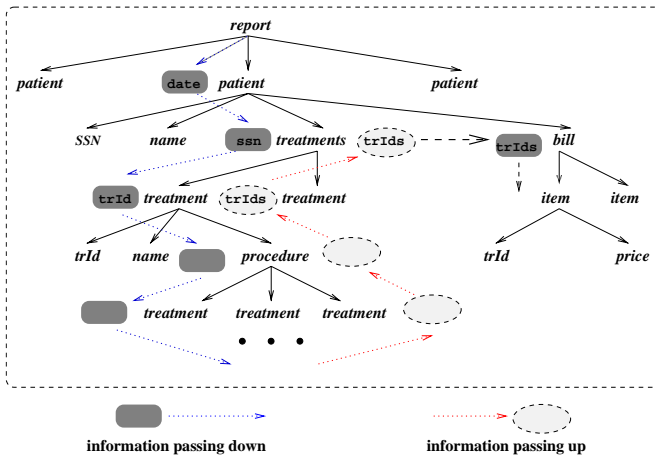 report
patient date patient patient
SSN name ssn treatments trIds trIds bill
trId treatment trIds treatment item item
trId name procedure trId price
treatment treatment treatment
• • •
information passing down information passing up